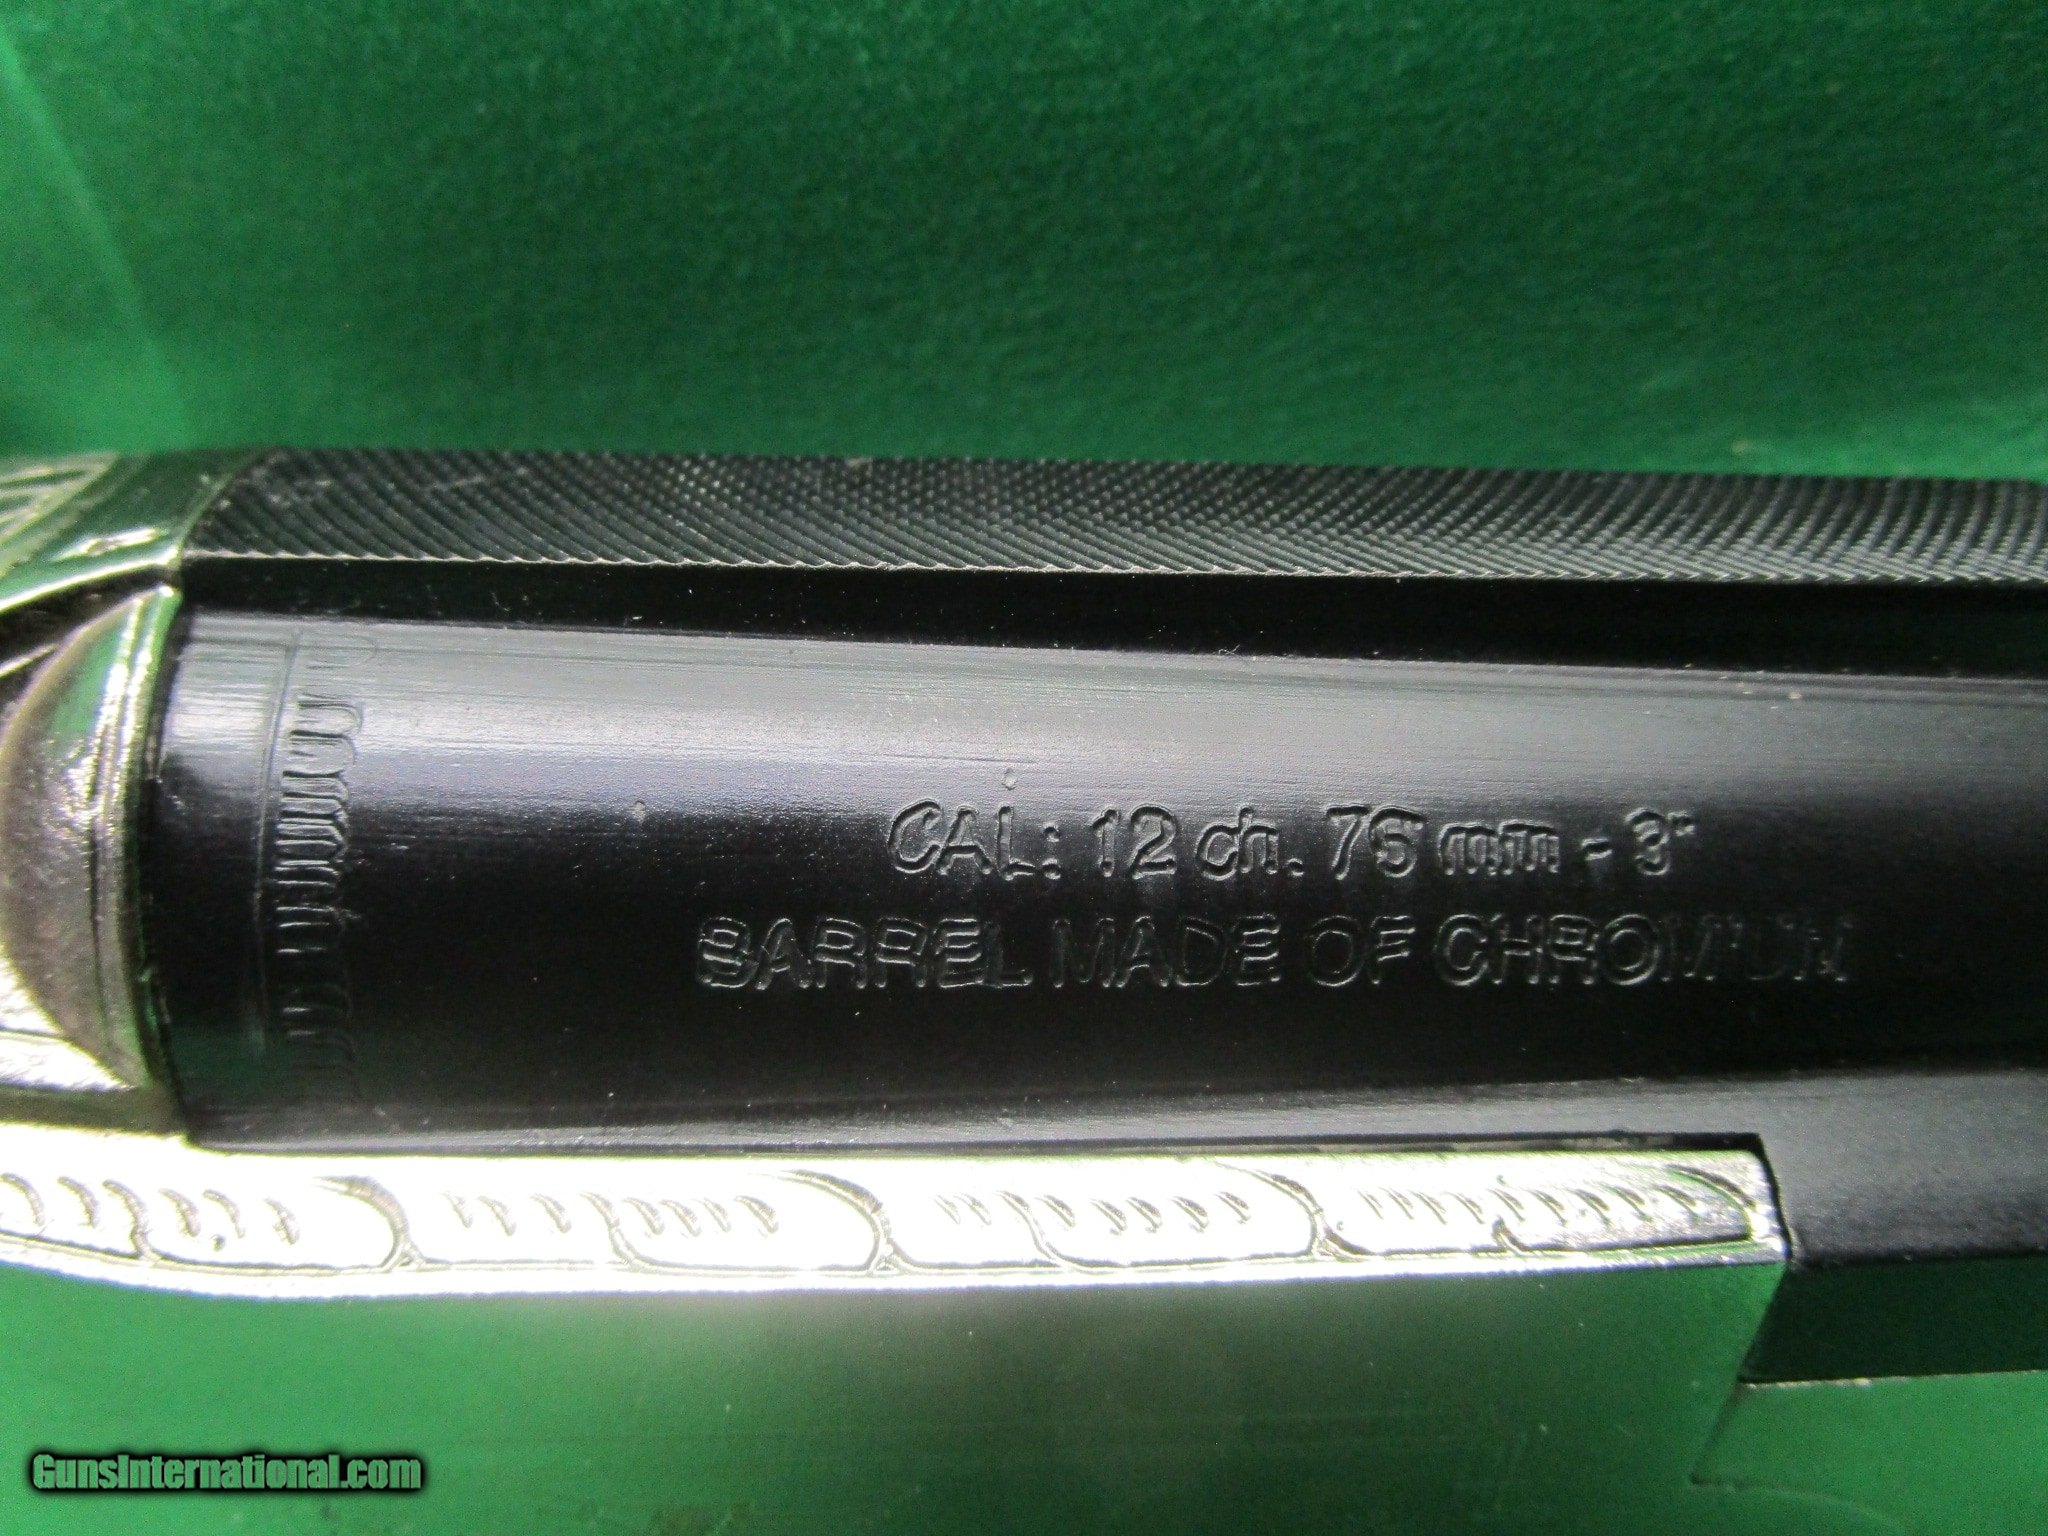 CAL: 12 ch. 76 mm - 3"
BARREL MADE OF CHROMIUM
GunsInternational.com